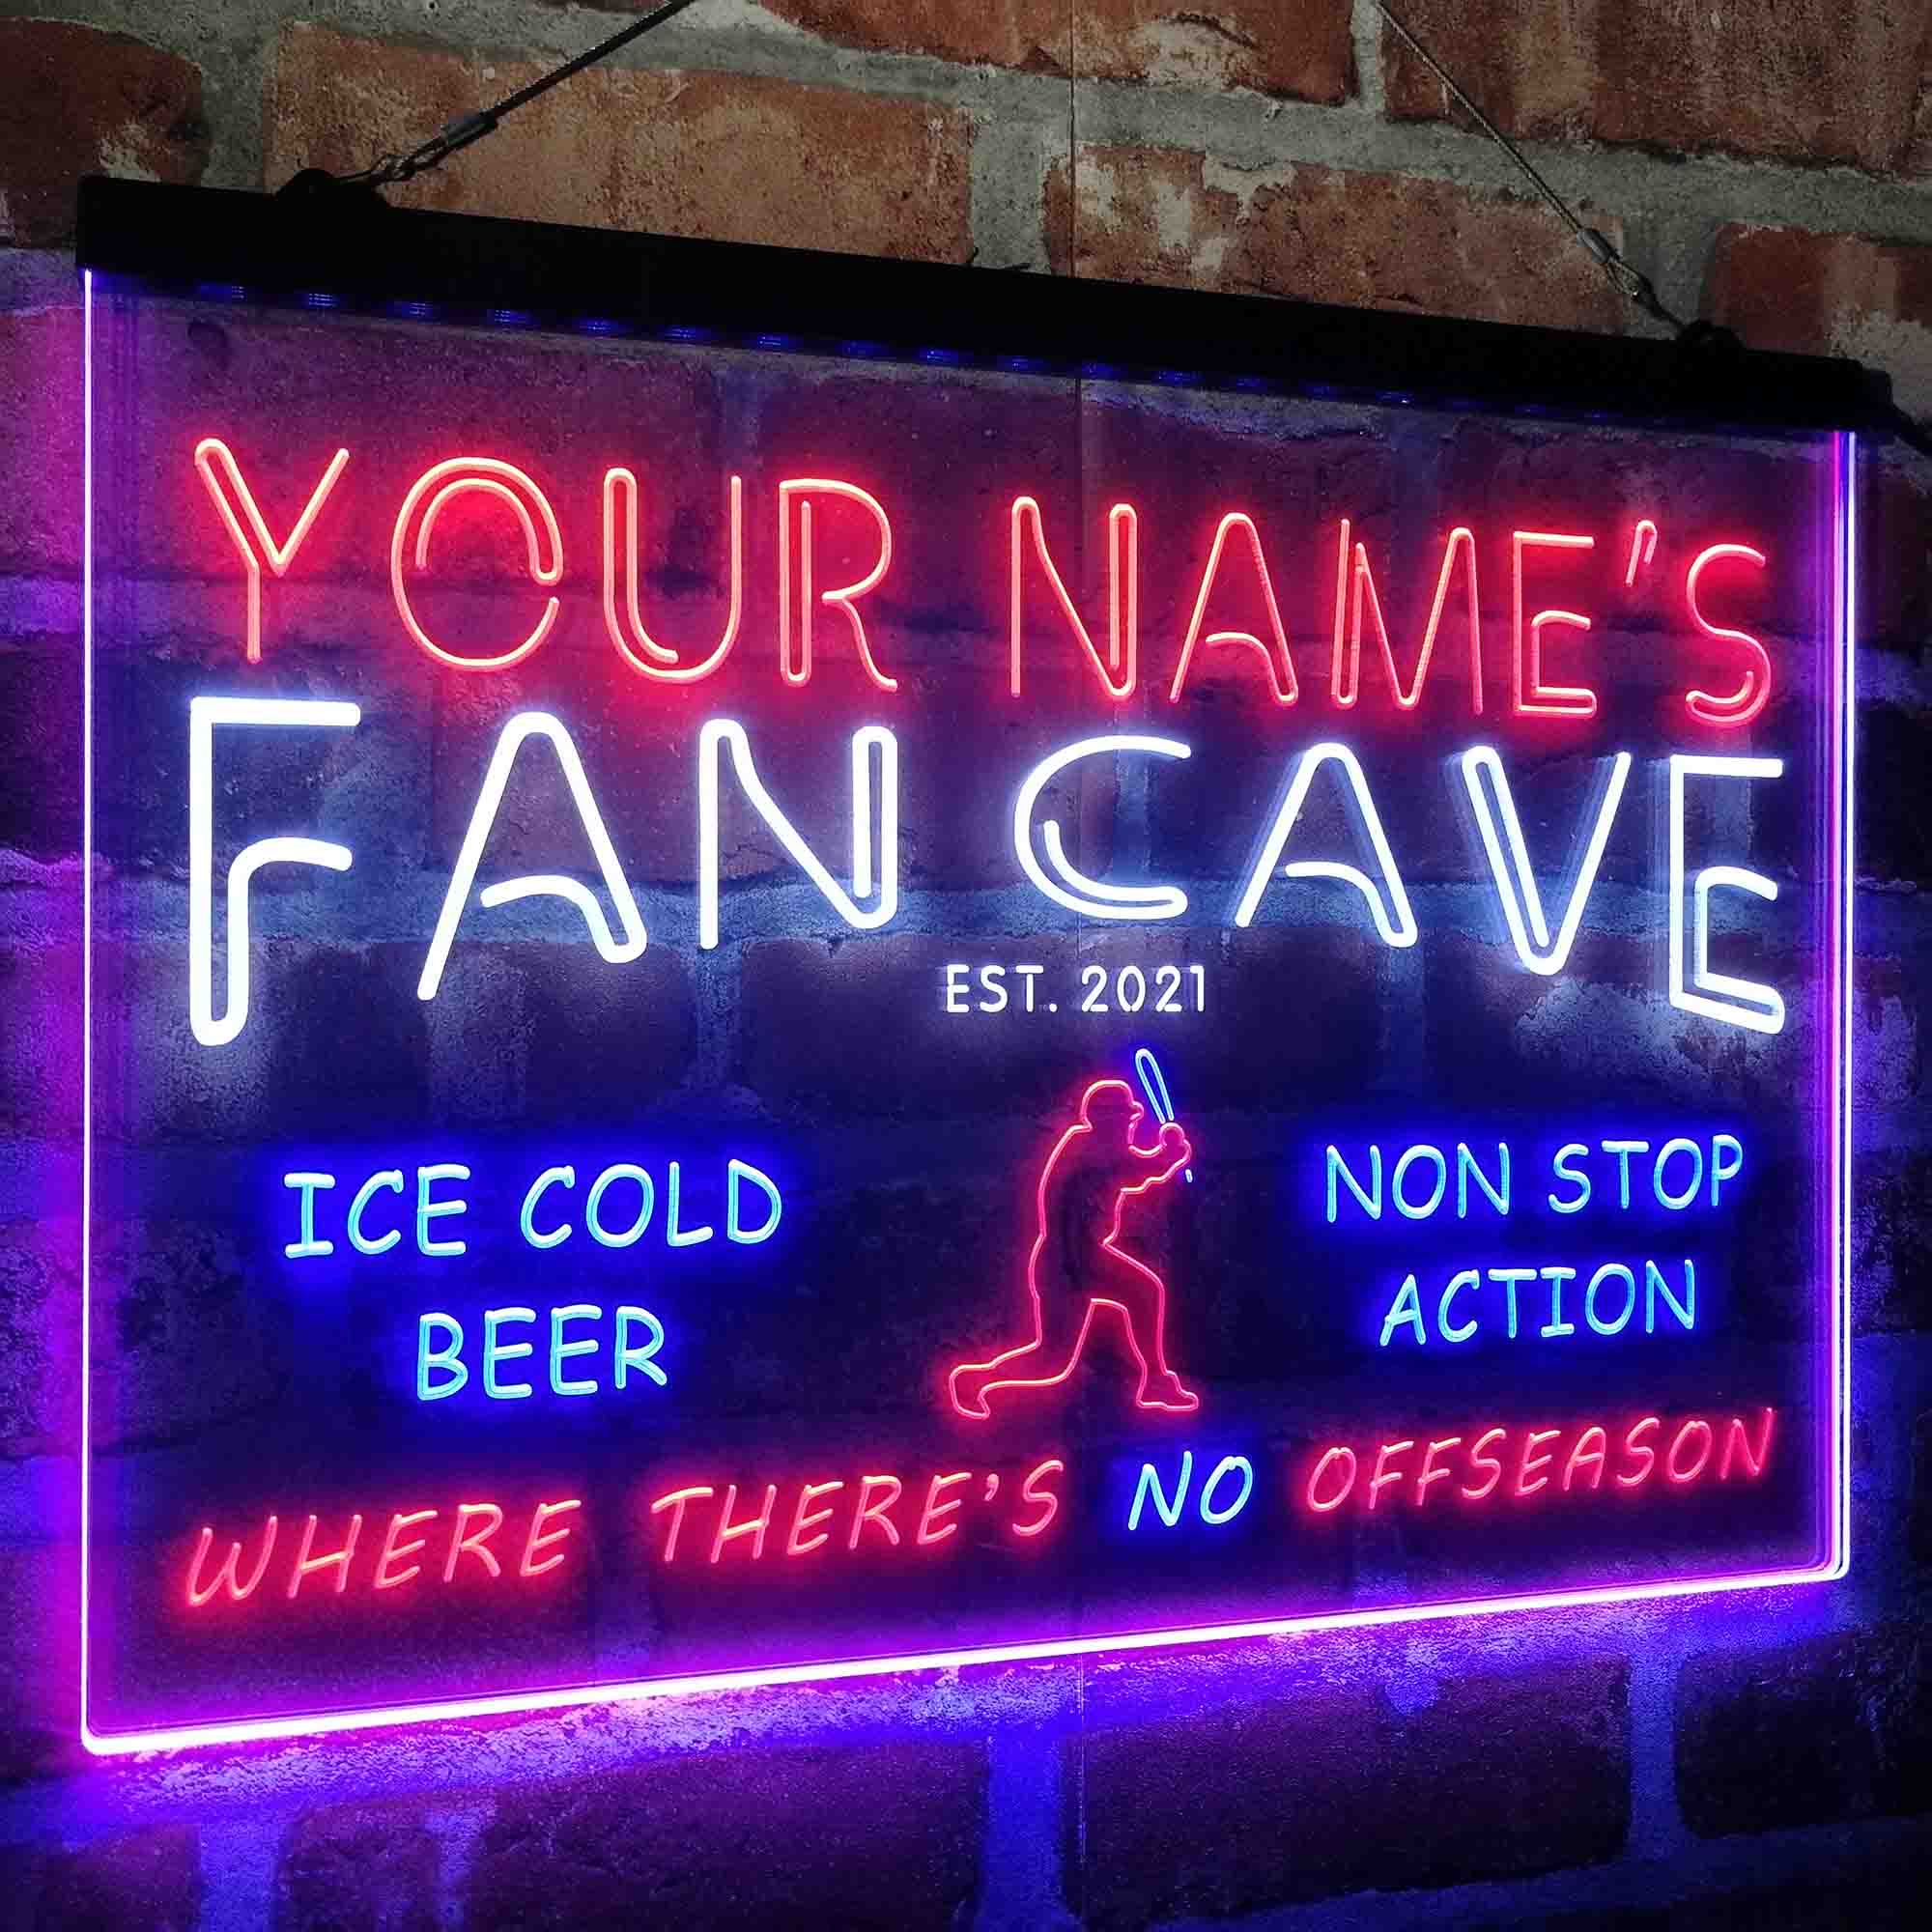 YOUR NAME'S
FAN CAVE
EST. 2021
ICE COLD
BEER
NON STOP
ACTION
WHERE THERE'S NO OFFSEASON